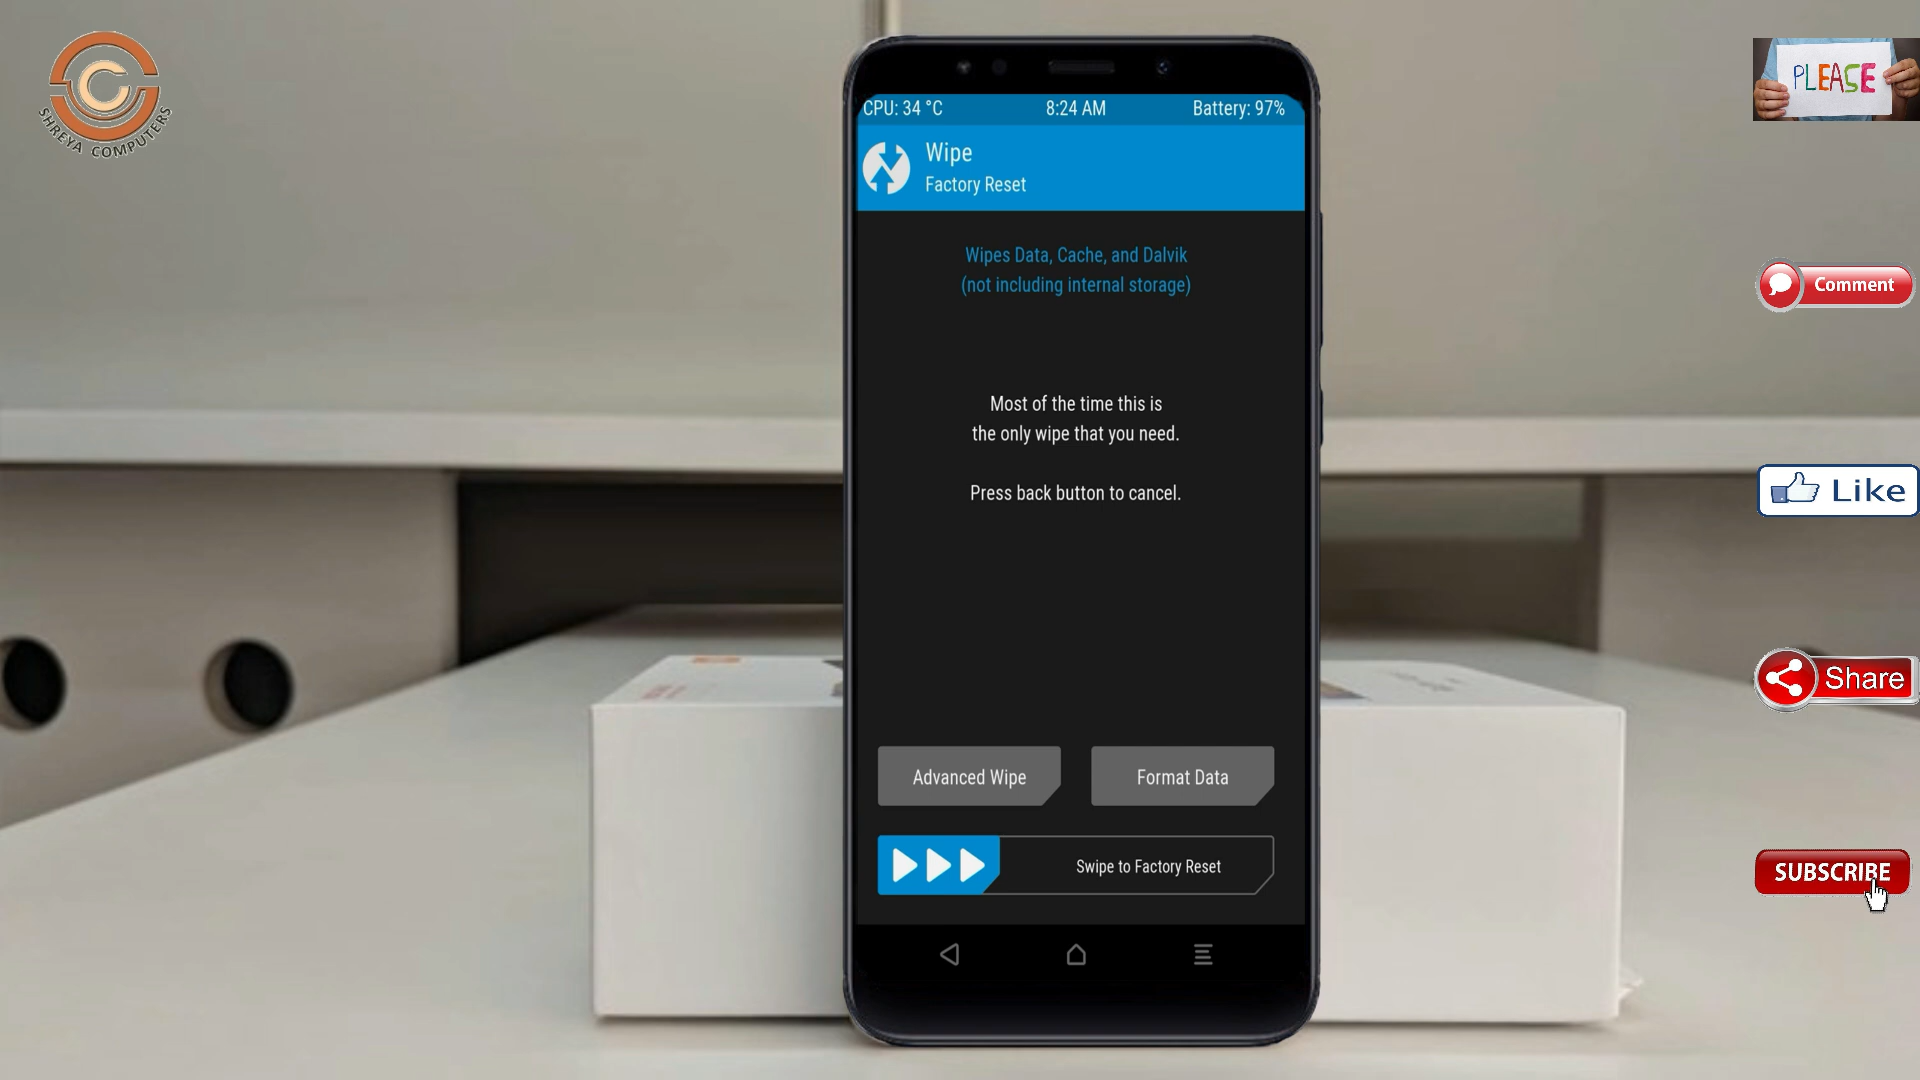 SHREYA COMPUTERS
PLEASE
CPU: 34 °C
8:24 AM
Battery: 97%
Wipe
Factory Reset
Wipes Data, Cache, and Dalvik
(not including internal storage)
Most of the time this is
the only wipe that you need.
Press back button to cancel.
Advanced Wipe
Format Data
Swipe to Factory Reset
Comment
Like
Share
SUBSCRIBE